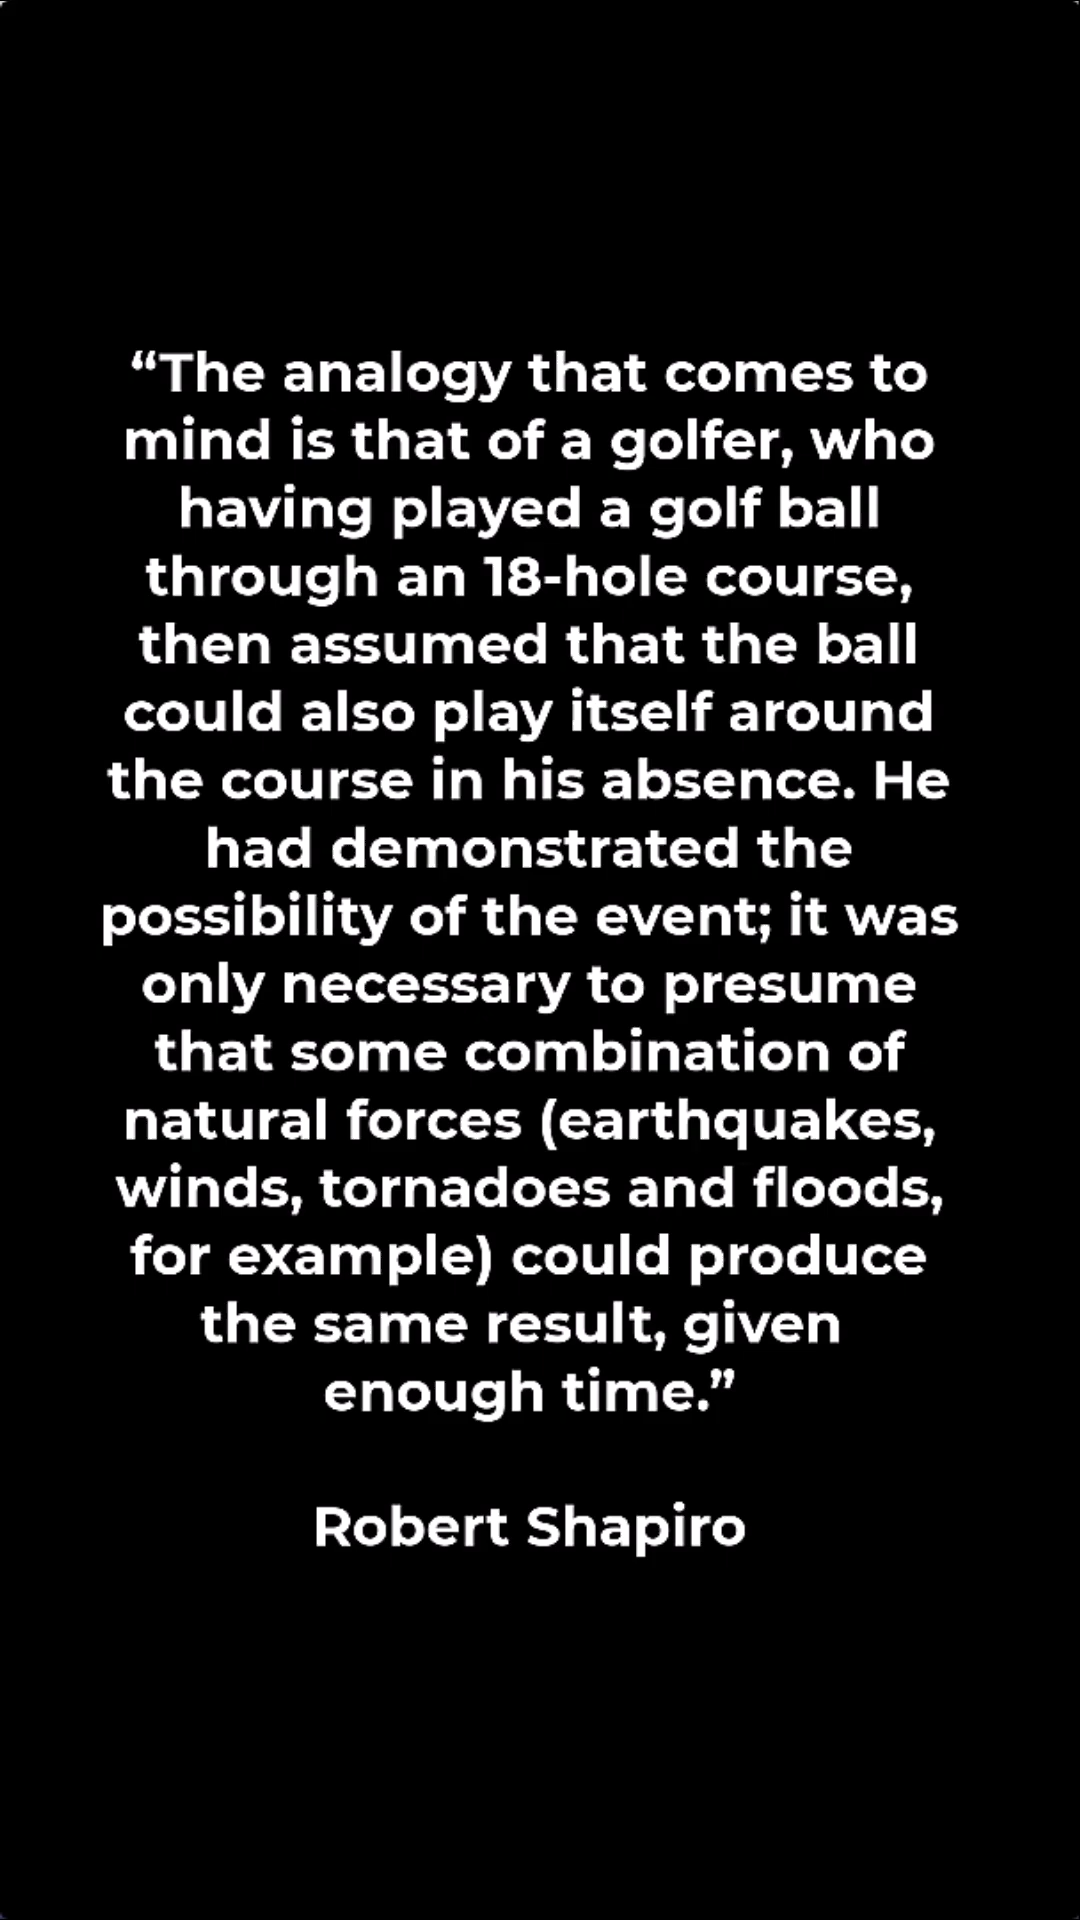 “The analogy that comes to
mind is that of a golfer, who
having played a golf ball
through an 18-hole course,
then assumed that the ball
could also play itself around
the course in his absence. He
had demonstrated the
possibility of the event; it was
only necessary to presume
that some combination of
natural forces (earthquakes,
winds, tornadoes and floods,
for example) could produce
the same result, given
enough time.”
Robert Shapiro